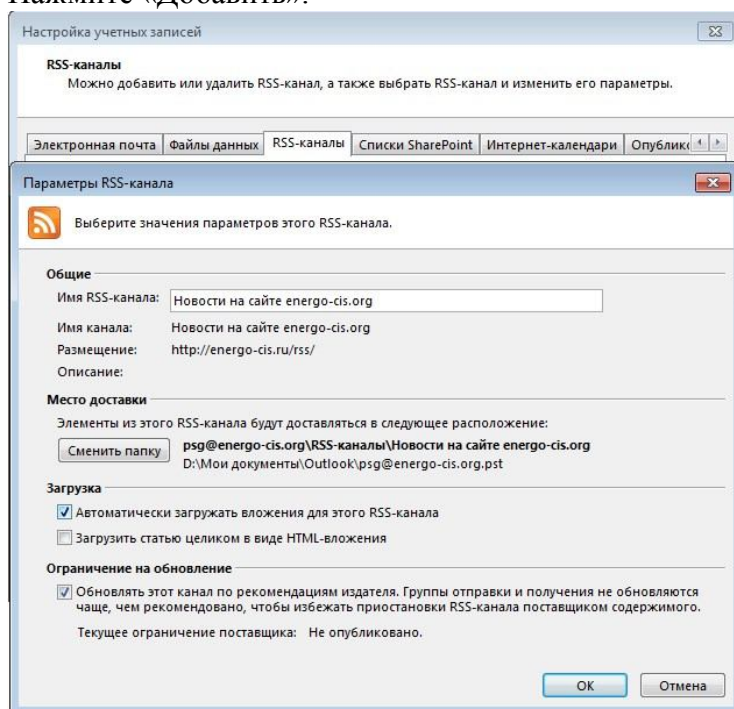 Нажмите «Добавить».
Настройка учетных записей
RSS-каналы
Можно добавить или удалить RSS-канал, а также выбрать RSS-канал и изменить его параметры.
Электронная почта Файлы данных RSS-каналы Списки SharePoint Интернет-календари Опублик
Параметры RSS-канала
Выберите значения параметров этого RSS-канала.
Общие
Имя RSS-канала: Новости на сайте energo-cis.org
Имя канала: Новости на сайте energo-cis.org
Размещение: http://energo-cis.ru/rss/
Описание:
Место доставки
Элементы из этого RSS-канала будут доставляться в следующее расположение:
Сменить папку psg@energo-cis.org\RSS-каналы\Новости на сайте energo-cis.org
D:\Мои документы\Outlook\psg@energo-cis.org.pst
Загрузка
Автоматически загружать вложения для этого RSS-канала
Загрузить статью целиком в виде HTML-вложения
Ограничение на обновление
Обновлять этот канал по рекомендациям издателя. Группы отправки и получения не обновляются
чаще, чем рекомендовано, чтобы избежать приостановки RSS-канала поставщиком содержимого.
Текущее ограничение поставщика: Не опубликовано.
ОК Отмена